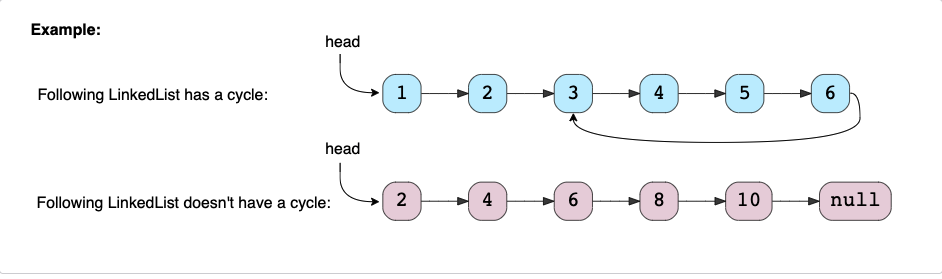 Example:
head
Following LinkedList has a cycle:
1 2 3 4 5 6
head
Following LinkedList doesn't have a cycle:
2 4 6 8 10 null